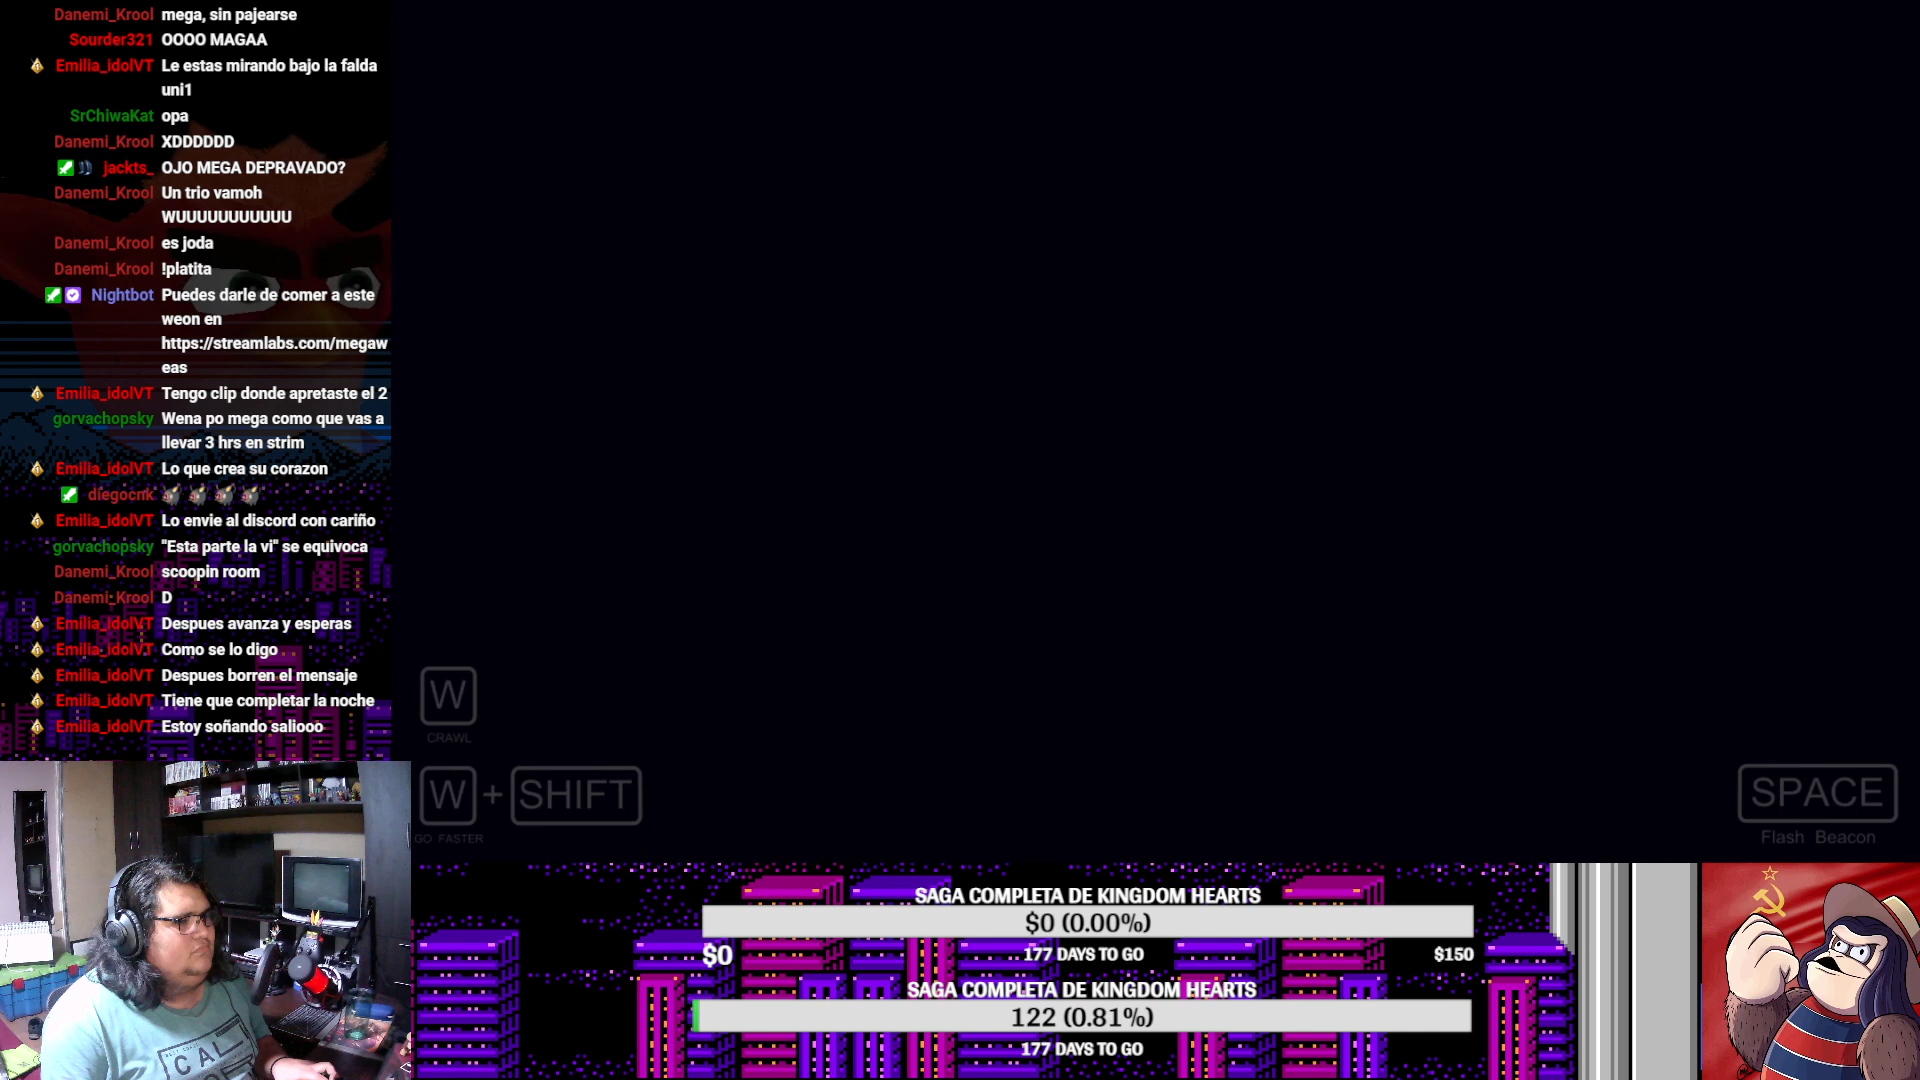 Danemi_Krool mega, sin pajearse
Sourder321 OOOO MAGAA
Emilia_idolVT Le estas mirando bajo la falda
uni1
SrChiwaKat opa
Danemi_Krool XDDDDDD
jackts_ OJO MEGA DEPRAVADO?
Danemi_Krool Un trio vamoh
WUUUUUUUUUUU
Danemi_Krool es joda
Danemi_Krool !platita
Nightbot Puedes darle de comer a este
weon en
https://streamlabs.com/megaw
eas
Emilia_idolVT Tengo clip donde apretaste el 2
gorvachopsky Wena po mega como que vas a
llevar 3 hrs en strim
Emilia_idolVT Lo que crea su corazon
diegocnk
Emilia_idolVT Lo envie al discord con cariño
gorvachopsky "Esta parte la vi" se equivoca
Danemi_Krool scoopin room
Danemi_Krool D
Emilia_idolVT Despues avanza y esperas
Emilia_idolVT Como se lo digo
Emilia_idolVT Despues borren el mensaje
Emilia_idolVT Tiene que completar la noche
Emilia_idolVT Estoy soñando saliooo
W
CRAWL
W + SHIFT
GO FASTER
SPACE
Flash Beacon
SAGA COMPLETA DE KINGDOM HEARTS
$0 (0.00%)
$0 177 DAYS TO GO $150
SAGA COMPLETA DE KINGDOM HEARTS
122 (0.81%)
177 DAYS TO GO
CAL